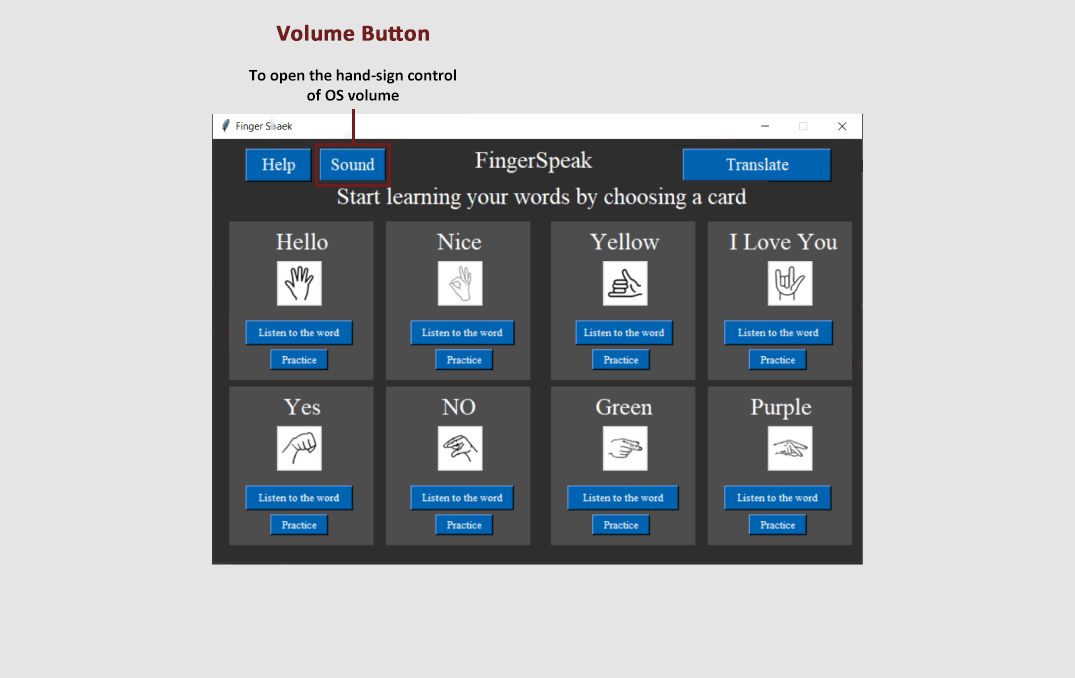 Volume Button
To open the hand-sign control
of OS volume
Finger Spaek
Help Sound FingerSpeak Translate
Start learning your words by choosing a card
Hello Nice Yellow I Love You
Listen to the word Listen to the word Listen to the word Listen to the word
Practice Practice Practice Practice
Yes NO Green Purple
Listen to the word Listen to the word Listen to the word Listen to the word
Practice Practice Practice Practice